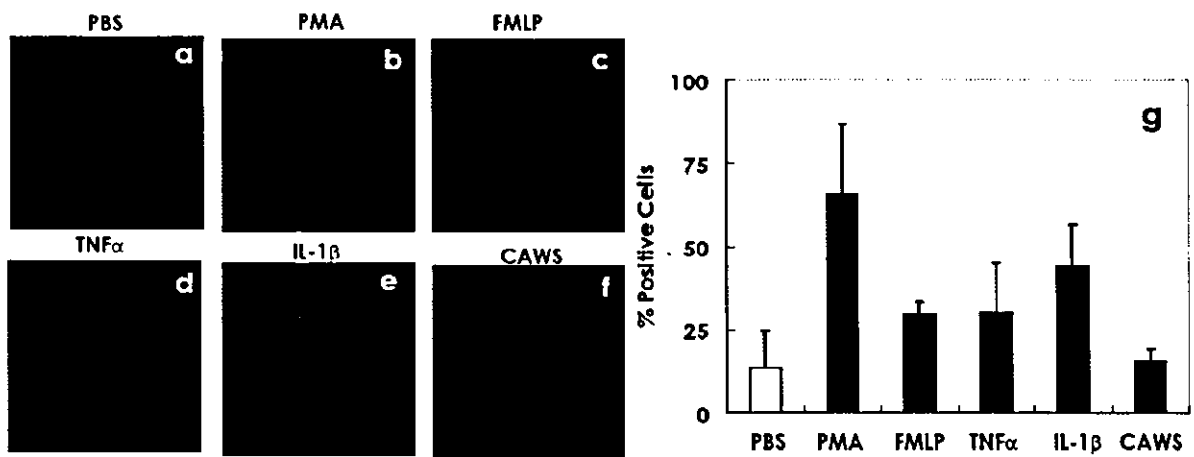 PBS PMA FMLP
a b c
TNFα IL-1β CAWS
d e f
g
% Positive Cells
100
75
50
25
0
PBS PMA FMLP TNFα IL-1β CAWS